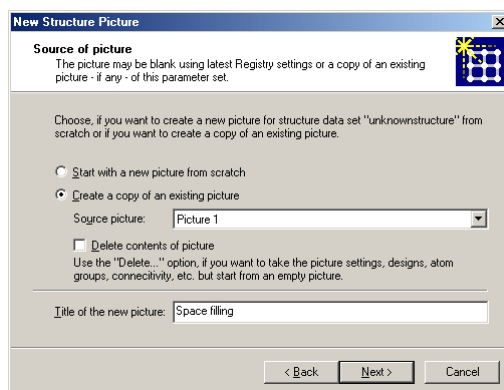 New Structure Picture
Source of picture
The picture may be blank using latest Registry settings or a copy of an existing
picture - if any - of this parameter set.
Choose, if you want to create a new picture for structure data set "unknownstructure" from
scratch or if you want to create a copy of an existing picture.
Start with a new picture from scratch
Create a copy of an existing picture
Source picture: Picture 1
Delete contents of picture
Use the "Delete..." option, if you want to take the picture settings, designs, atom
groups, connecitivity, etc. but start from an empty picture.
Title of the new picture: Space filling
< Back Next > Cancel